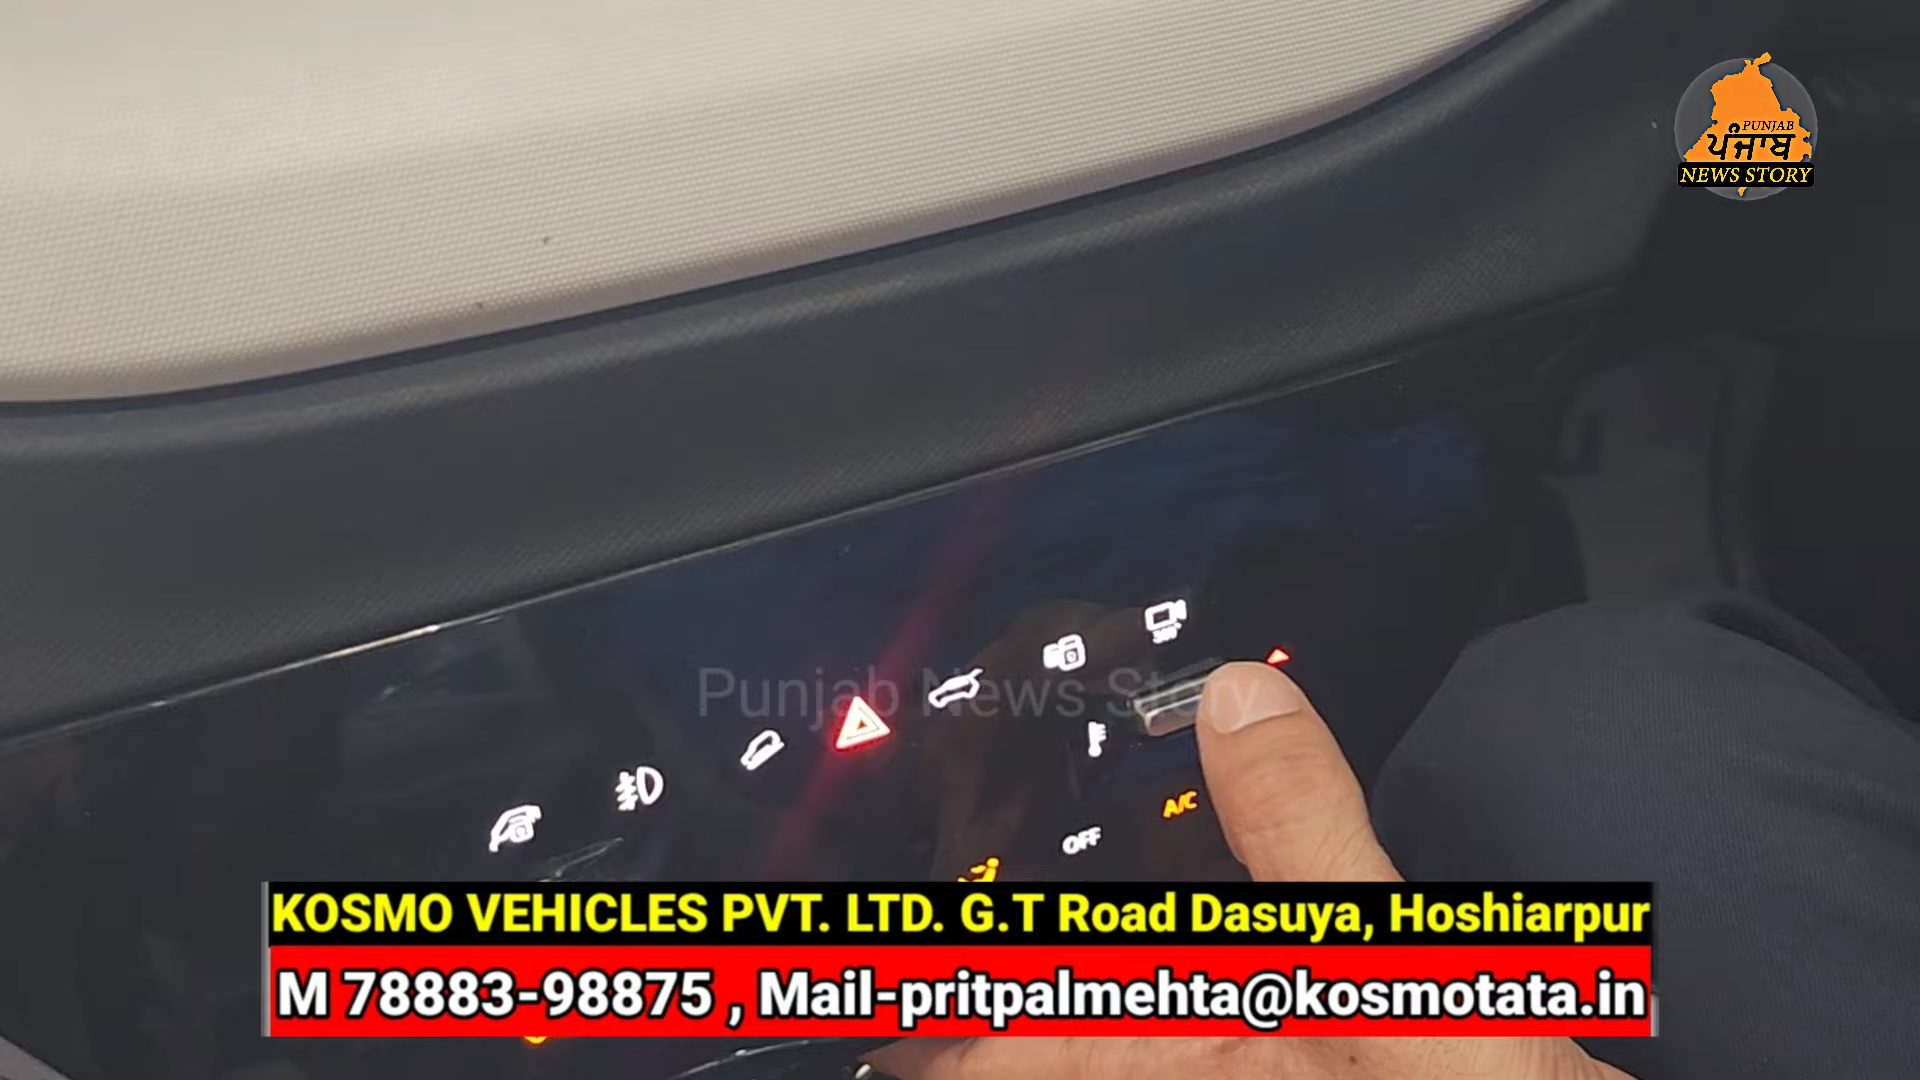 PUNJAB
ਪੰਜਾਬ
NEWS STORY
360°
Punjab News Story
A/C
OFF
KOSMO VEHICLES PVT. LTD. G.T Road Dasuya, Hoshiarpur
M 78883-98875 , Mail-pritpalmehta@kosmotata.in